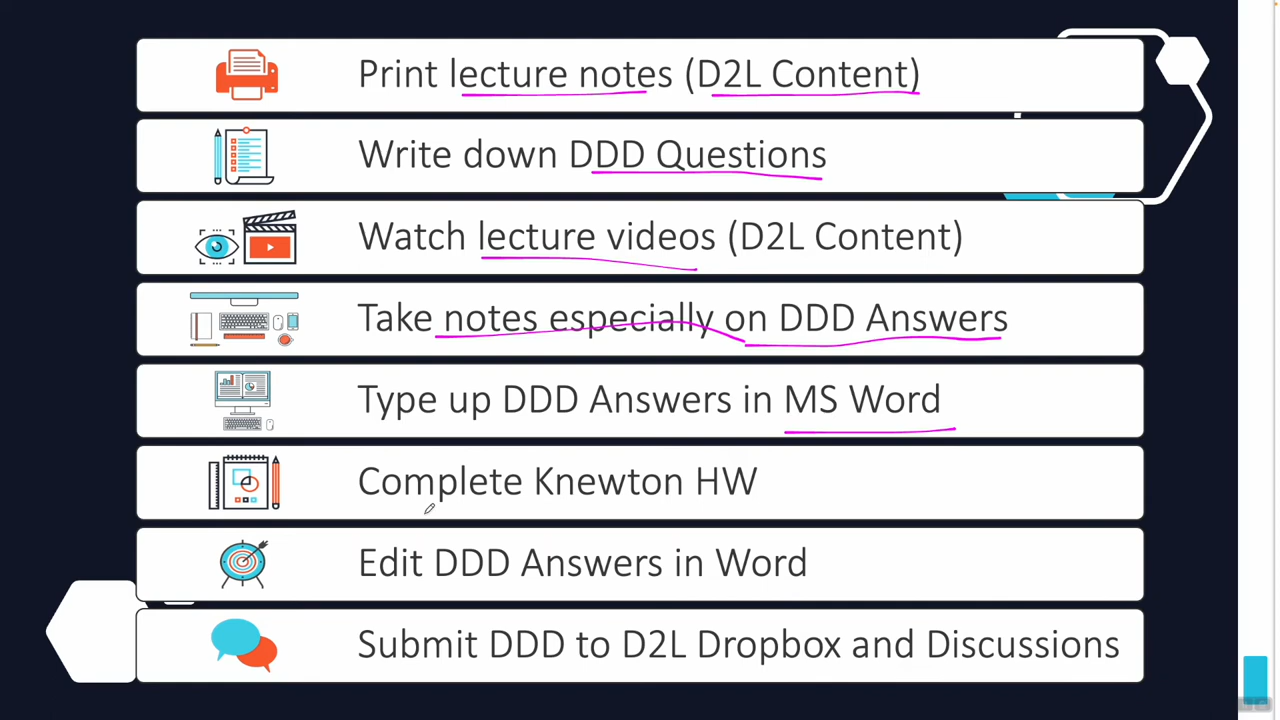 Print lecture notes (D2L Content)
Write down DDD Questions
Watch lecture videos (D2L Content)
Take notes especially on DDD Answers
Type up DDD Answers in MS Word
Complete Knewton HW
Edit DDD Answers in Word
Submit DDD to D2L Dropbox and Discussions